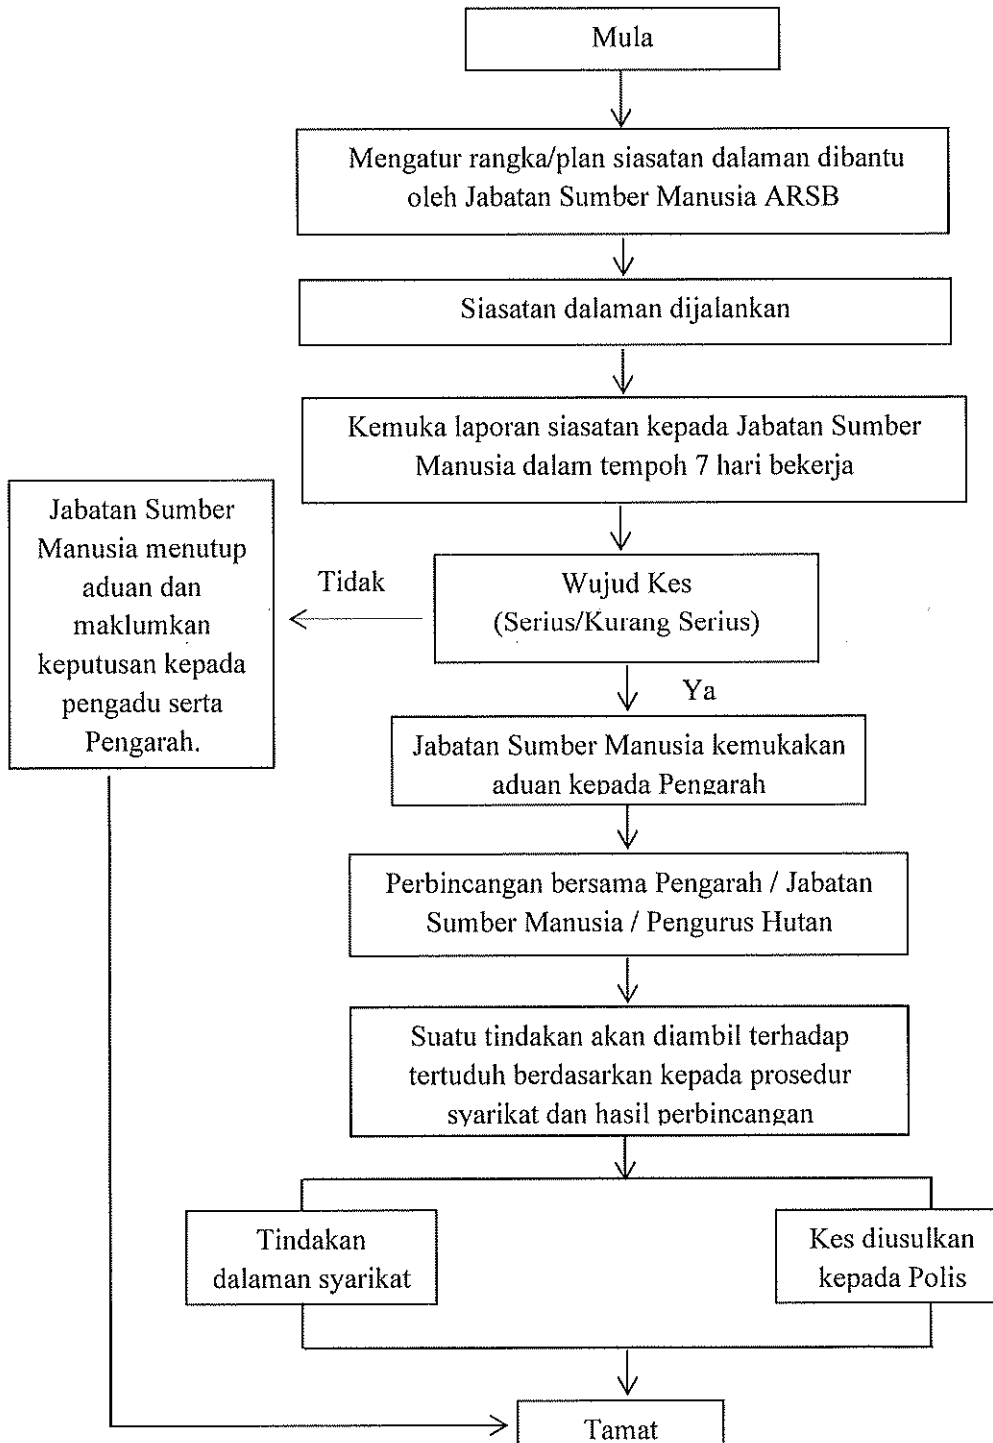 Mula
Mengatur rangka/plan siasatan dalaman dibantu
oleh Jabatan Sumber Manusia ARSB
Siasatan dalaman dijalankan
Kemuka laporan siasatan kepada Jabatan Sumber
Manusia dalam tempoh 7 hari bekerja
Wujud Kes
(Serius/Kurang Serius)
Tidak
Jabatan Sumber
Manusia menutup
aduan dan
maklumkan
keputusan kepada
pengadu serta
Pengarah.
Ya
Jabatan Sumber Manusia kemukakan
aduan kepada Pengarah
Perbincangan bersama Pengarah / Jabatan
Sumber Manusia / Pengurus Hutan
Suatu tindakan akan diambil terhadap
tertuduh berdasarkan kepada prosedur
syarikat dan hasil perbincangan
Tindakan
dalaman syarikat
Kes diusulkan
kepada Polis
Tamat